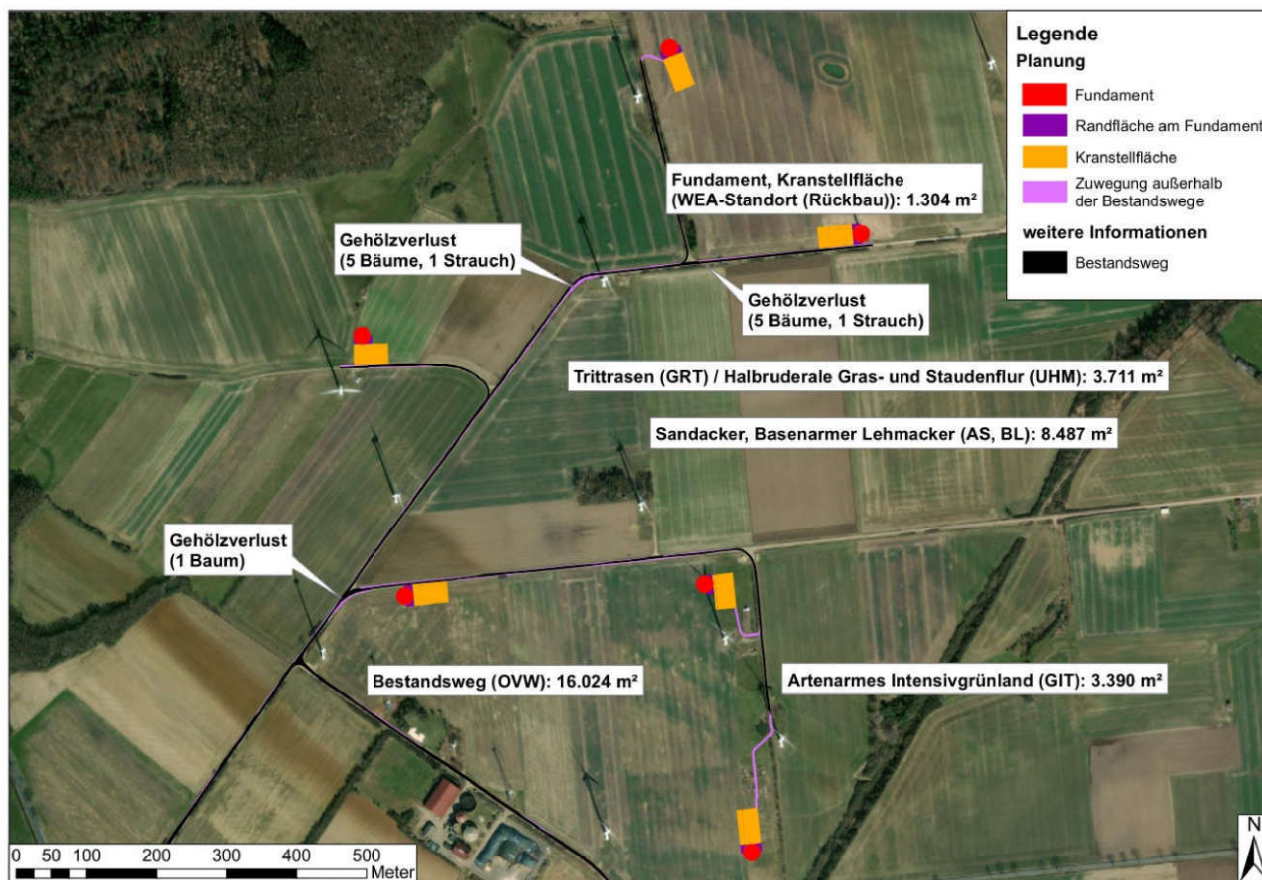 Legende
Planung
Fundament
Randfläche am Fundament
Kranstellfläche
Zuwegung außerhalb
der Bestandswege
weitere Informationen
Bestandsweg
Fundament, Kranstellfläche
(WEA-Standort (Rückbau)): 1.304 m²
Gehölzverlust
(5 Bäume, 1 Strauch)
Gehölzverlust
(5 Bäume, 1 Strauch)
Trittrasen (GRT) / Halbruderale Gras- und Staudenflur (UHM): 3.711 m²
Sandacker, Basenarmer Lehmacker (AS, BL): 8.487 m²
Gehölzverlust
(1 Baum)
Bestandsweg (OVW): 16.024 m²
Artenarmes Intensivgrünland (GIT): 3.390 m²
N
0 50 100 200 300 400 500
Meter